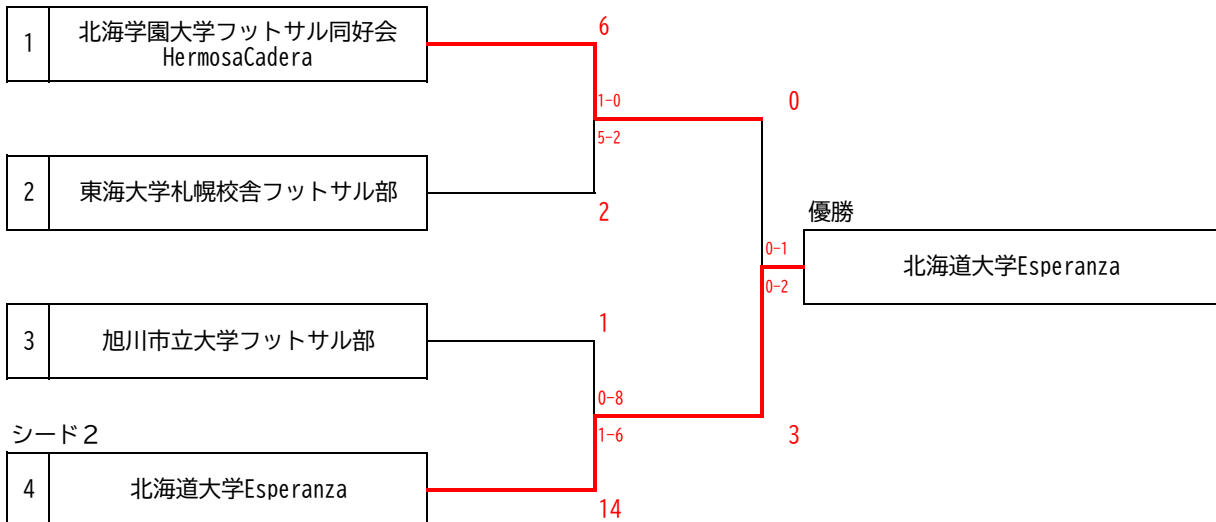 6
1
北海学園大学フットサル同好会
HermosaCadera
1-0
0
5-2
2
東海大学札幌校舎フットサル部
2
優勝
0-1
北海道大学Esperanza
0-2
1
3
旭川市立大学フットサル部
0-8
シード2
1-6
3
4
北海道大学Esperanza
14